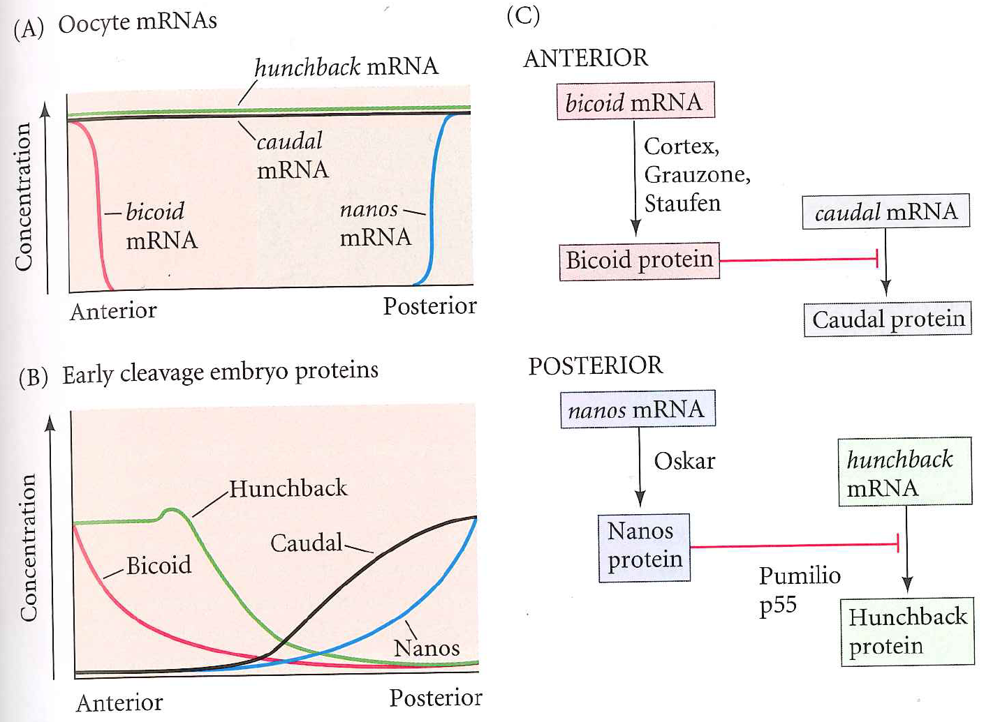 (A) Oocyte mRNAs
hunchback mRNA
caudal
mRNA
bicoid
mRNA
nanos
mRNA
Concentration
Anterior
Posterior
(B) Early cleavage embryo proteins
Hunchback
Caudal
Bicoid
Nanos
Concentration
Anterior
Posterior
(C)
ANTERIOR
bicoid mRNA
Cortex,
Grauzone,
Staufen
caudal mRNA
Bicoid protein
Caudal protein
POSTERIOR
nanos mRNA
Oskar
hunchback
mRNA
Nanos
protein
Pumilio
p55
Hunchback
protein